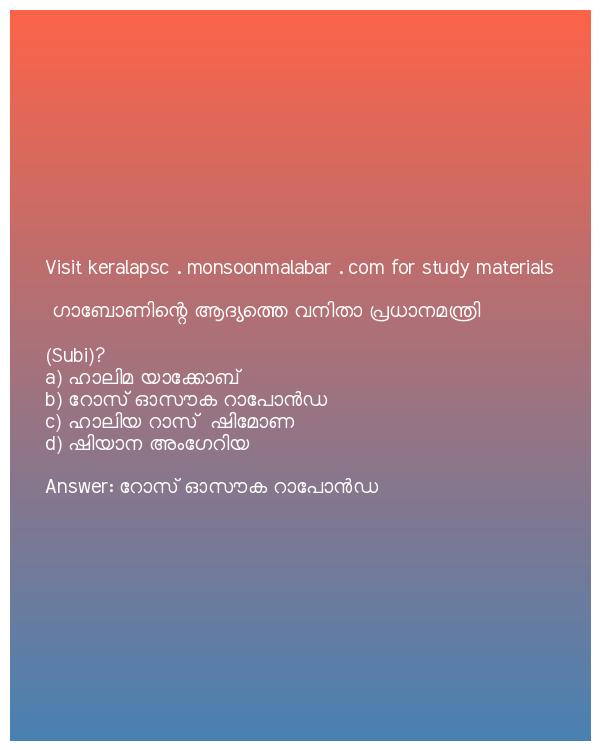 Visit keralapsc . monsoonmalabar . com for study materials
ഗാബോണിന്റെ ആദ്യത്തെ വനിതാ പ്രധാനമന്ത്രി
(Subi)?
a) ഹാലിമ യാക്കോബ്
b) റോസ് ഓസൗക റാപോൻഡ
c) ഹാലിയ റാസ്  ഷിമോണ
d) ഷിയാന അംഗേറിയ
Answer: റോസ് ഓസൗക റാപോൻഡ